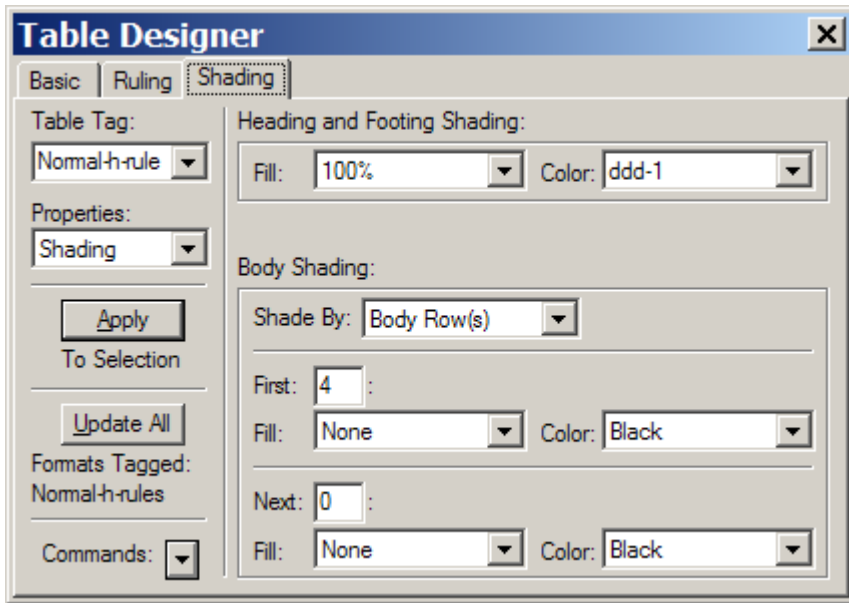 Table Designer
Basic Ruling Shading
Table Tag:
Normal-h-rule
Properties:
Shading
Apply
To Selection
Update All
Formats Tagged:
Normal-h-rules
Commands:
Heading and Footing Shading:
Fill: 100% Color: ddd-1
Body Shading:
Shade By: Body Row(s)
First: 4 :
Fill: None Color: Black
Next: 0 :
Fill: None Color: Black